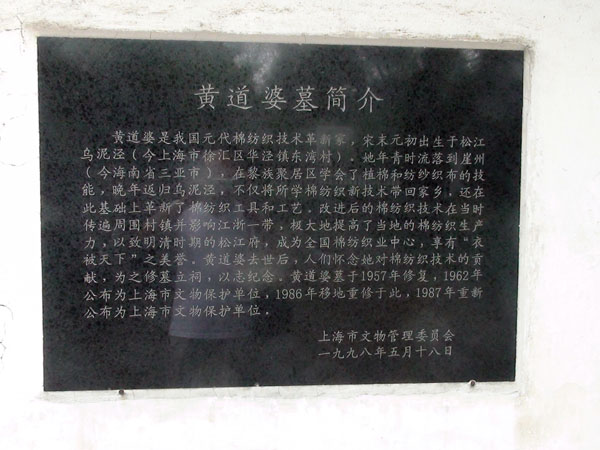 黄道婆墓简介
黄道婆是我国元代棉纺织技术革新家，宋末元初出生于松江
乌泥泾（今上海市徐汇区华泾镇东湾村）。她年青时流落到崖州
（今海南省三亚市），在黎族聚居区学会了植棉和纺纱织布的技
能，晚年返归乌泥泾，不仅将所学棉纺织新技术带回家乡，还在
此基础上革新了棉纺织工具和工艺。改进后的棉纺织技术在当时
传遍周围村镇并影响江浙一带，极大地提高了当地的棉纺织生产
力，以致明清时期的松江府，成为全国棉纺织业中心，享有“衣
被天下”之美誉。黄道婆去世后，人们怀念她对棉纺织技术的贡
献，为之修墓立祠，以志纪念。黄道婆墓于1957年修复，1962年
公布为上海市文物保护单位，1986年移地重修于此，1987年重新
公布为上海市文物保护单位。
上海市文物管理委员会
一九九八年五月十八日